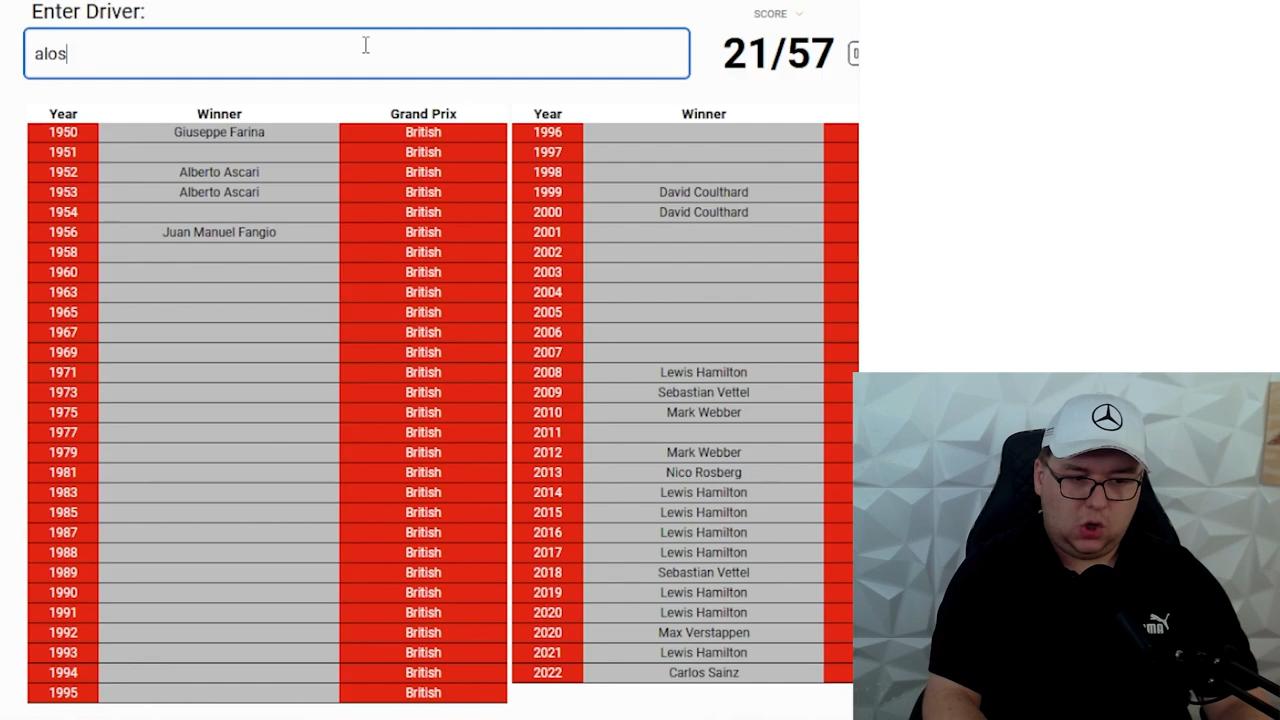 Enter Driver:
SCORE
alos
21/57
Year Winner Grand Prix Year Winner
1950 Giuseppe Farina British 1996
1951 British 1997
1952 Alberto Ascari British 1998
1953 Alberto Ascari British 1999 David Coulthard
1954 British 2000 David Coulthard
1956 Juan Manuel Fangio British 2001
1958 British 2002
1960 British 2003
1963 British 2004
1965 British 2005
1967 British 2006
1969 British 2007
1971 British 2008 Lewis Hamilton
1973 British 2009 Sebastian Vettel
1975 British 2010 Mark Webber
1977 British 2011
1979 British 2012 Mark Webber
1981 British 2013 Nico Rosberg
1983 British 2014 Lewis Hamilton
1985 British 2015 Lewis Hamilton
1987 British 2016 Lewis Hamilton
1988 British 2017 Lewis Hamilton
1989 British 2018 Sebastian Vettel
1990 British 2019 Lewis Hamilton
1991 British 2020 Lewis Hamilton
1992 British 2020 Max Verstappen
1993 British 2021 Lewis Hamilton
1994 British 2022 Carlos Sainz
1995 British